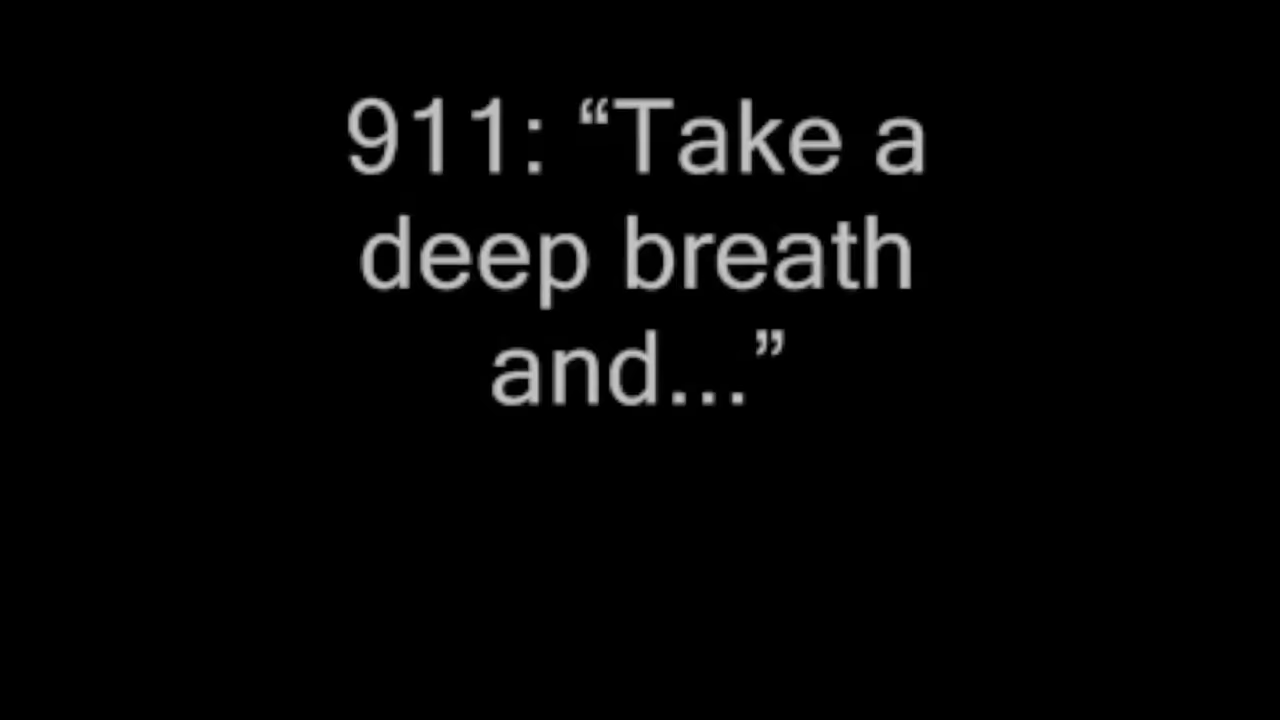 911: “Take a
deep breath
and...”